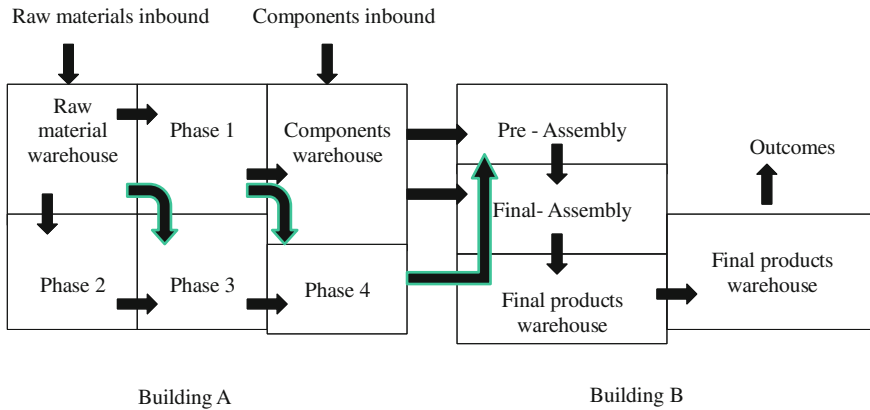 Raw materials inbound
Components inbound
Raw
material
warehouse
Phase 1
Components
warehouse
Pre - Assembly
Outcomes
Final- Assembly
Phase 2
Phase 3
Phase 4
Final products
warehouse
Final products
warehouse
Building A
Building B